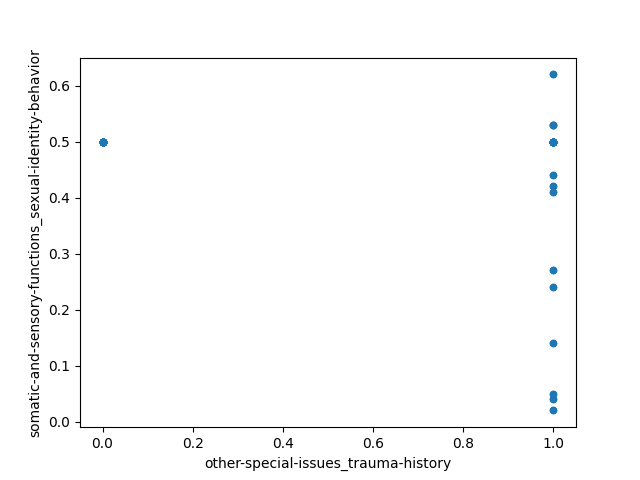 somatic-and-sensory-functions_sexual-identity-behavior
0.6
0.5
0.4
0.3
0.2
0.1
0.0
0.0 0.2 0.4 0.6 0.8 1.0
other-special-issues_trauma-history